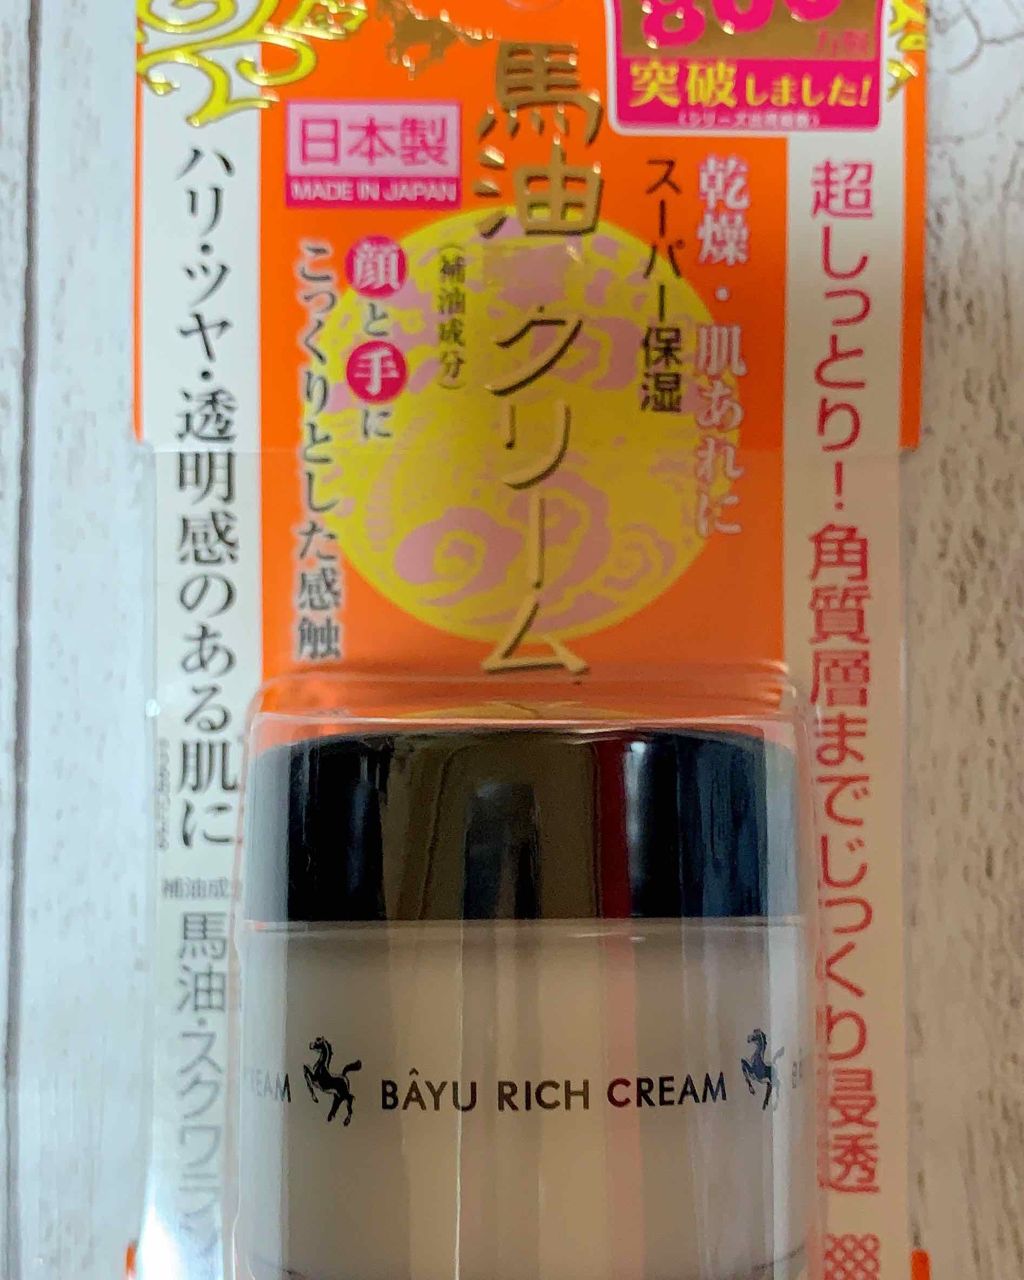 800
万個
突破しました!
超しっとり!角質層までじっくり浸透
乾燥・肌あれに
スーパー保湿
馬油クリーム
(補油成分)
日本製
MADE IN JAPAN
顔と手に
こっくりとした感触
ハリ・ツヤ・透明感のある肌に
補油成分
馬油・スクワラン
EAM BÂYU RICH CREAM